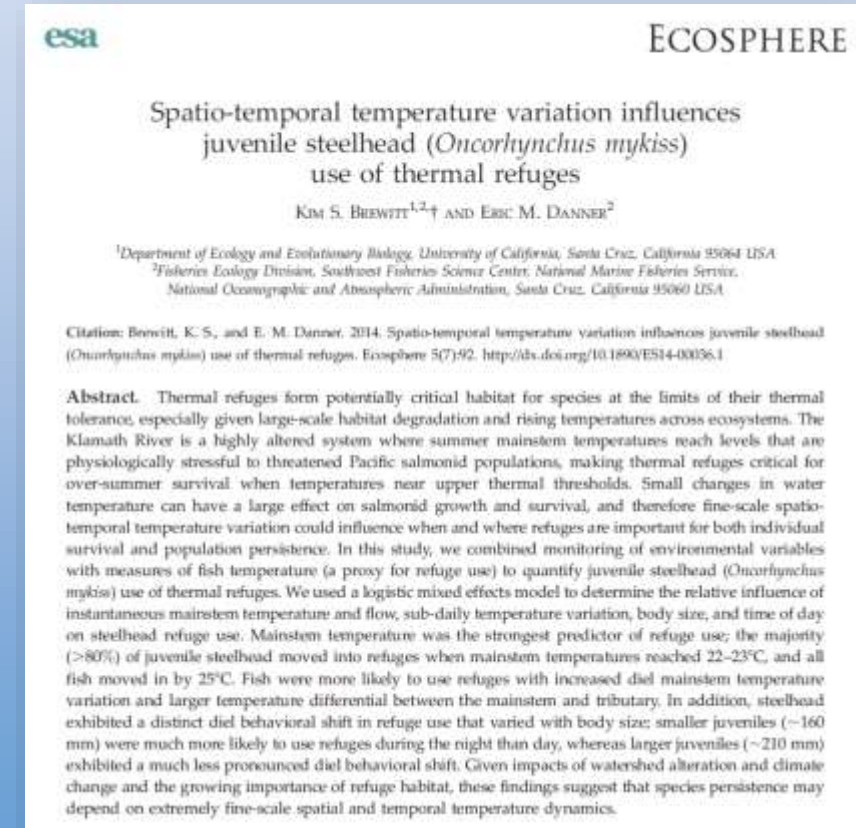 esa
ECOSPHERE
Spatio-temporal temperature variation influences
juvenile steelhead (Oncorhynchus mykiss)
use of thermal refuges
KIM S. BREWITT1,2,† AND ERIC M. DANNER2
1Department of Ecology and Evolutionary Biology, University of California, Santa Cruz, California 95064 USA
2Fisheries Ecology Division, Southwest Fisheries Science Center, National Marine Fisheries Service,
National Oceanographic and Atmospheric Administration, Santa Cruz, California 95060 USA
Citation: Brewitt, K. S., and E. M. Danner. 2014. Spatio-temporal temperature variation influences juvenile steelhead
(Oncorhynchus mykiss) use of thermal refuges. Ecosphere 5(7):92. http://dx.doi.org/10.1890/ES14-00036.1
Abstract. Thermal refuges form potentially critical habitat for species at the limits of their thermal
tolerance, especially given large-scale habitat degradation and rising temperatures across ecosystems. The
Klamath River is a highly altered system where summer mainstem temperatures reach levels that are
physiologically stressful to threatened Pacific salmonid populations, making thermal refuges critical for
over-summer survival when temperatures near upper thermal thresholds. Small changes in water
temperature can have a large effect on salmonid growth and survival, and therefore fine-scale spatio-
temporal temperature variation could influence when and where refuges are important for both individual
survival and population persistence. In this study, we combined monitoring of environmental variables
with measures of fish temperature (a proxy for refuge use) to quantify juvenile steelhead (Oncorhynchus
mykiss) use of thermal refuges. We used a logistic mixed effects model to determine the relative influence of
instantaneous mainstem temperature and flow, sub-daily temperature variation, body size, and time of day
on steelhead refuge use. Mainstem temperature was the strongest predictor of refuge use; the majority
(>80%) of juvenile steelhead moved into refuges when mainstem temperatures reached 22–23°C, and all
fish moved in by 25°C. Fish were more likely to use refuges with increased diel mainstem temperature
variation and larger temperature differential between the mainstem and tributary. In addition, steelhead
exhibited a distinct diel behavioral shift in refuge use that varied with body size; smaller juveniles (~160
mm) were much more likely to use refuges during the night than day, whereas larger juveniles (~210 mm)
exhibited a much less pronounced diel behavioral shift. Given impacts of watershed alteration and climate
change and the growing importance of refuge habitat, these findings suggest that species persistence may
depend on extremely fine-scale spatial and temporal temperature dynamics.